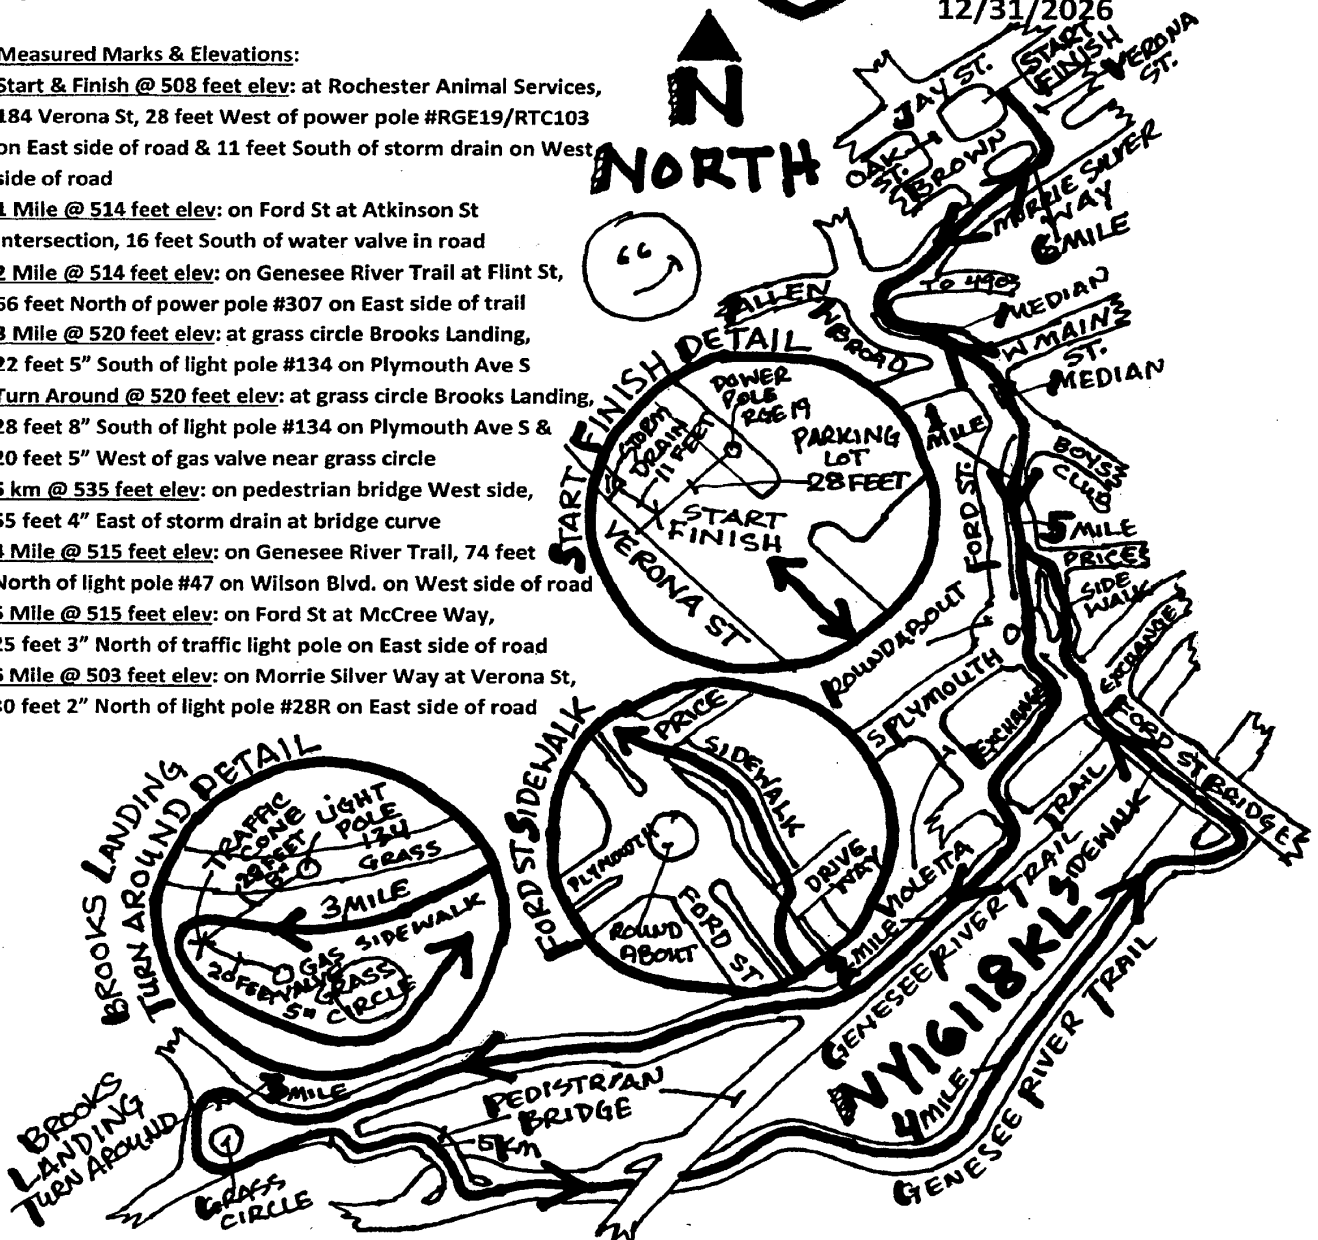 12/31/2026
Measured Marks & Elevations:
Start & Finish @ 508 feet elev: at Rochester Animal Services,
184 Verona St, 28 feet West of power pole #RGE19/RTC103
on East side of road & 11 feet South of storm drain on West
side of road
1 Mile @ 514 feet elev: on Ford St at Atkinson St
intersection, 16 feet South of water valve in road
2 Mile @ 514 feet elev: on Genesee River Trail at Flint St,
56 feet North of power pole #307 on East side of trail
3 Mile @ 520 feet elev: at grass circle Brooks Landing,
22 feet 5” South of light pole #134 on Plymouth Ave S
Turn Around @ 520 feet elev: at grass circle Brooks Landing,
28 feet 8” South of light pole #134 on Plymouth Ave S &
20 feet 5” West of gas valve near grass circle
5 km @ 535 feet elev: on pedestrian bridge West side,
55 feet 4” East of storm drain at bridge curve
4 Mile @ 515 feet elev: on Genesee River Trail, 74 feet
North of light pole #47 on Wilson Blvd. on West side of road
5 Mile @ 515 feet elev: on Ford St at McCree Way,
25 feet 3” North of traffic light pole on East side of road
6 Mile @ 503 feet elev: on Morrie Silver Way at Verona St,
feet 2” North of light pole #28R on East side of road
N
NORTH
JAY ST.
START
FINISH
VERONA
ST.
OAK
ST.
BROWN
MORRIE SILVER
WAY
6 MILE
ALLEN
N BROAD
TO 490
MEDIAN
W MAIN
ST.
MEDIAN
1
MILE
BOYS
CLUB
FORD ST.
5 MILE
PRICE
SIDE
WALK
ROUNDABOUT
EXCHANGE
S PLYMOUTH
EXCHANGE
FORD ST BRIDGE
TRAIL
SIDEWALK
VIOLETTA
2 MILE
GENESEE RIVER TRAIL
NY16118KL
4 MILE
GENESEE RIVER TRAIL
START/FINISH DETAIL
POWER
POLE
RGE 19
STORM
DRAIN
11 FEET
PARKING
LOT
28 FEET
START
FINISH
VERONA ST
FORD ST SIDEWALK
PRICE
SIDEWALK
PLYMOUTH
DRIVE
WAY
ROUND
ABOUT
FORD ST
BROOKS LANDING
TURN AROUND DETAIL
TRAFFIC
CONE
28 FEET
8"
LIGHT
POLE
134
GRASS
3 MILE
SIDEWALK
GAS
VALVE
20 FEET
5"
GRASS
CIRCLE
3 MILE
PEDISTRIAN
BRIDGE
5 Km
BROOKS
LANDING
TURN AROUND
GRASS
CIRCLE